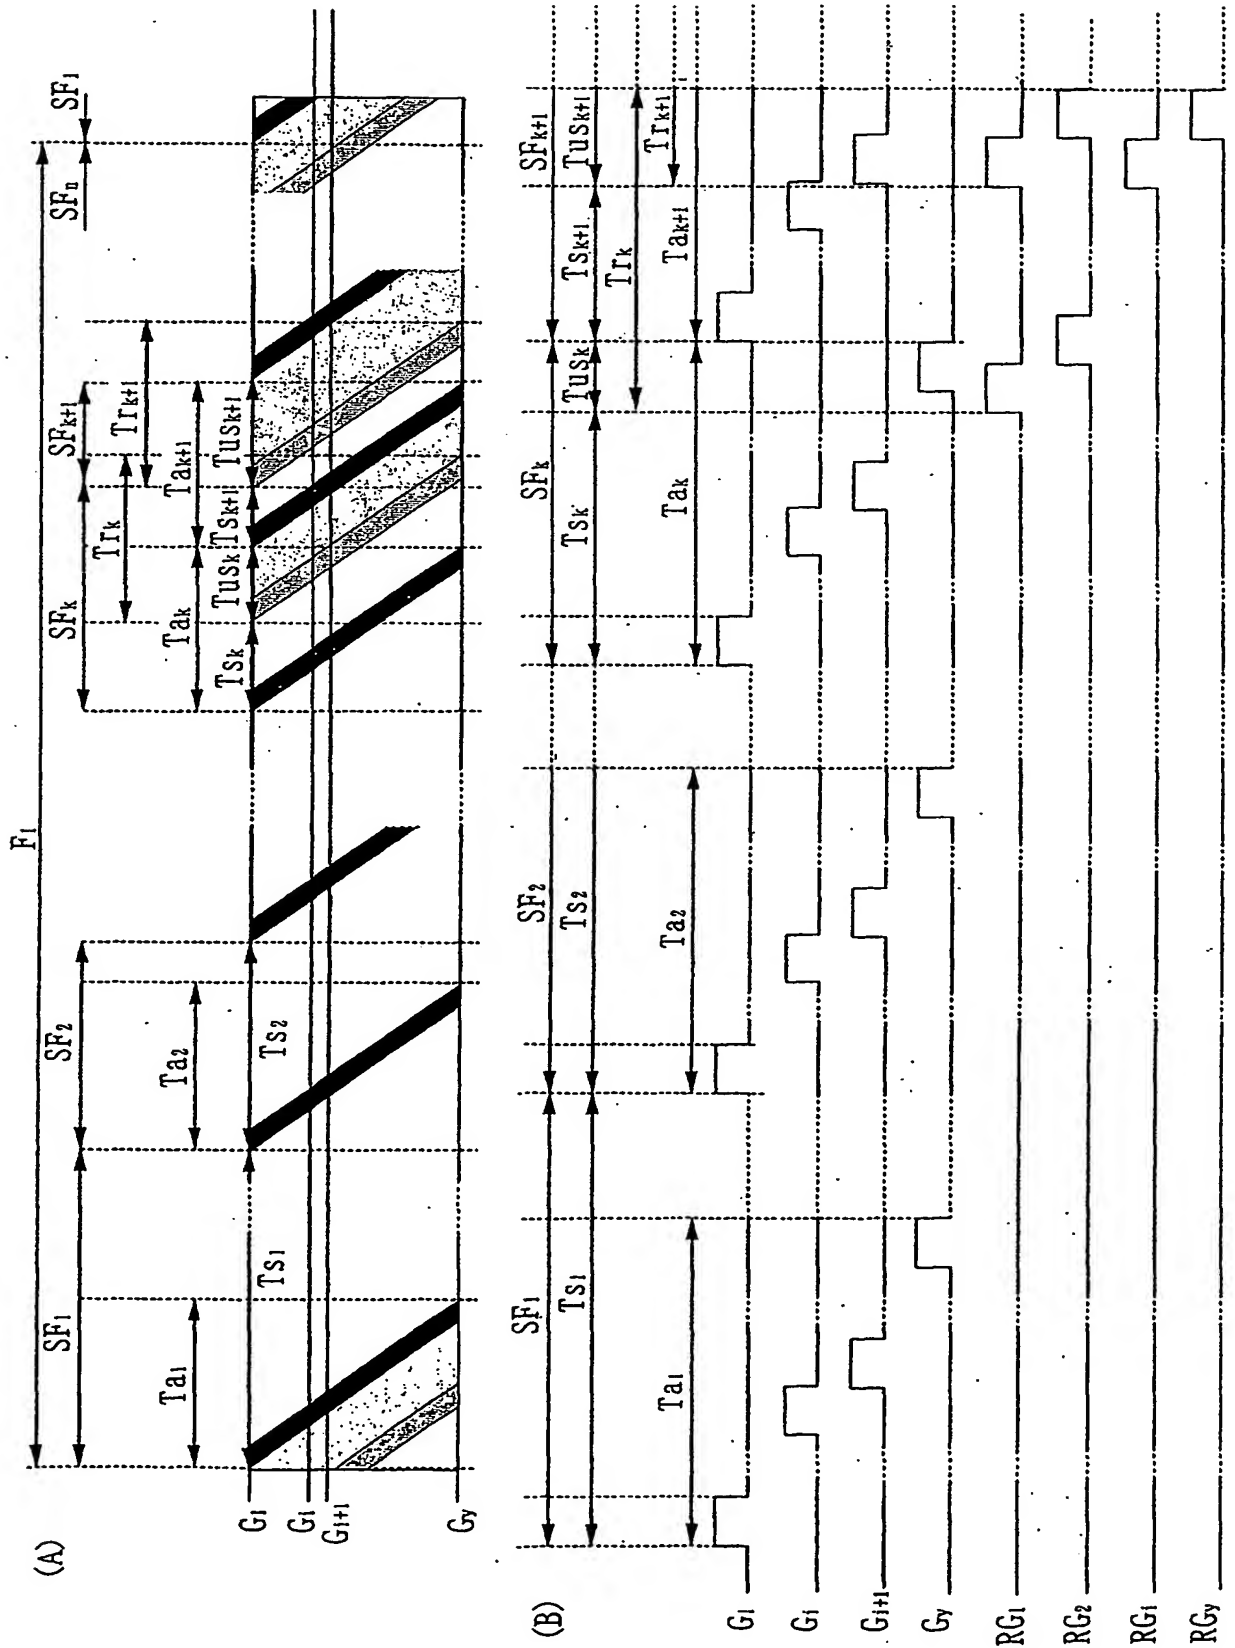 (A)
F1
SF1
SF2
SFk
SFk+1
SFn
SF1
Trk
Trk+1
Ta1
Ta2
Tak
Tak+1
Ts1
Ts2
Tsk
Tusk
Tsk+1
Tusk+1
G1
Gi
Gi+1
Gy
(B)
SF1
SF2
SFk
SFk+1
Ts1
Ts2
Tsk
Tusk
Tsk+1
Tusk+1
Trk
Trk+1
Ta1
Ta2
Tak
Tak+1
G1
Gi
Gi+1
Gy
RG1
RG2
RGi
RGy